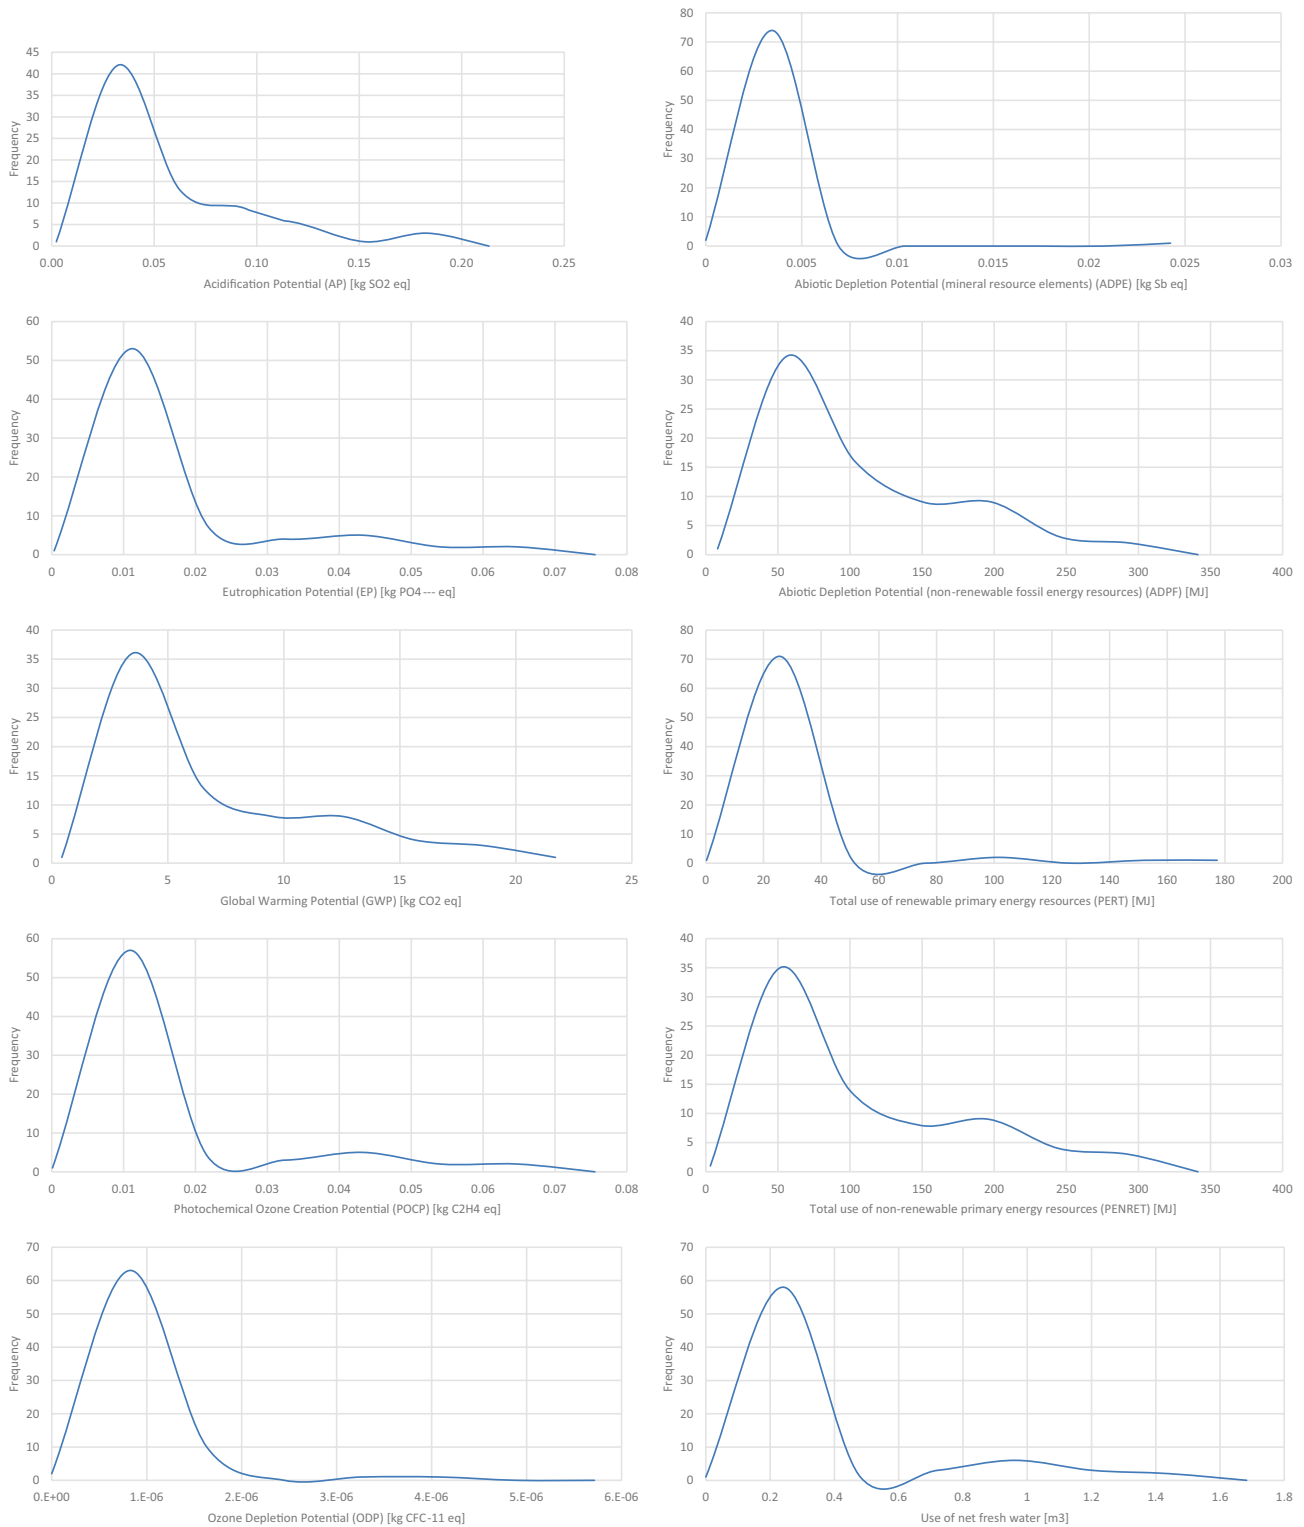 45
40
35
30
25
20
15
10
5
0
Frequency
0.00 0.05 0.10 0.15 0.20 0.25
Acidification Potential (AP) [kg SO2 eq]
80
70
60
50
40
30
20
10
0
Frequency
0 0.005 0.01 0.015 0.02 0.025 0.03
Abiotic Depletion Potential (mineral resource elements) (ADPE) [kg Sb eq]
60
50
40
30
20
10
0
Frequency
0 0.01 0.02 0.03 0.04 0.05 0.06 0.07 0.08
Eutrophication Potential (EP) [kg PO4 --- eq]
40
35
30
25
20
15
10
5
0
Frequency
0 50 100 150 200 250 300 350 400
Abiotic Depletion Potential (non-renewable fossil energy resources) (ADPF) [MJ]
40
35
30
25
20
15
10
5
0
Frequency
0 5 10 15 20 25
Global Warming Potential (GWP) [kg CO2 eq]
80
70
60
50
40
30
20
10
0
Frequency
0 20 40 60 80 100 120 140 160 180 200
Total use of renewable primary energy resources (PERT) [MJ]
60
50
40
30
20
10
0
Frequency
0 0.01 0.02 0.03 0.04 0.05 0.06 0.07 0.08
Photochemical Ozone Creation Potential (POCP) [kg C2H4 eq]
40
35
30
25
20
15
10
5
0
Frequency
0 50 100 150 200 250 300 350 400
Total use of non-renewable primary energy resources (PENRET) [MJ]
70
60
50
40
30
20
10
0
Frequency
0.E+00 1.E-06 2.E-06 3.E-06 4.E-06 5.E-06 6.E-06
Ozone Depletion Potential (ODP) [kg CFC-11 eq]
70
60
50
40
30
20
10
0
Frequency
0 0.2 0.4 0.6 0.8 1 1.2 1.4 1.6 1.8
Use of net fresh water [m3]